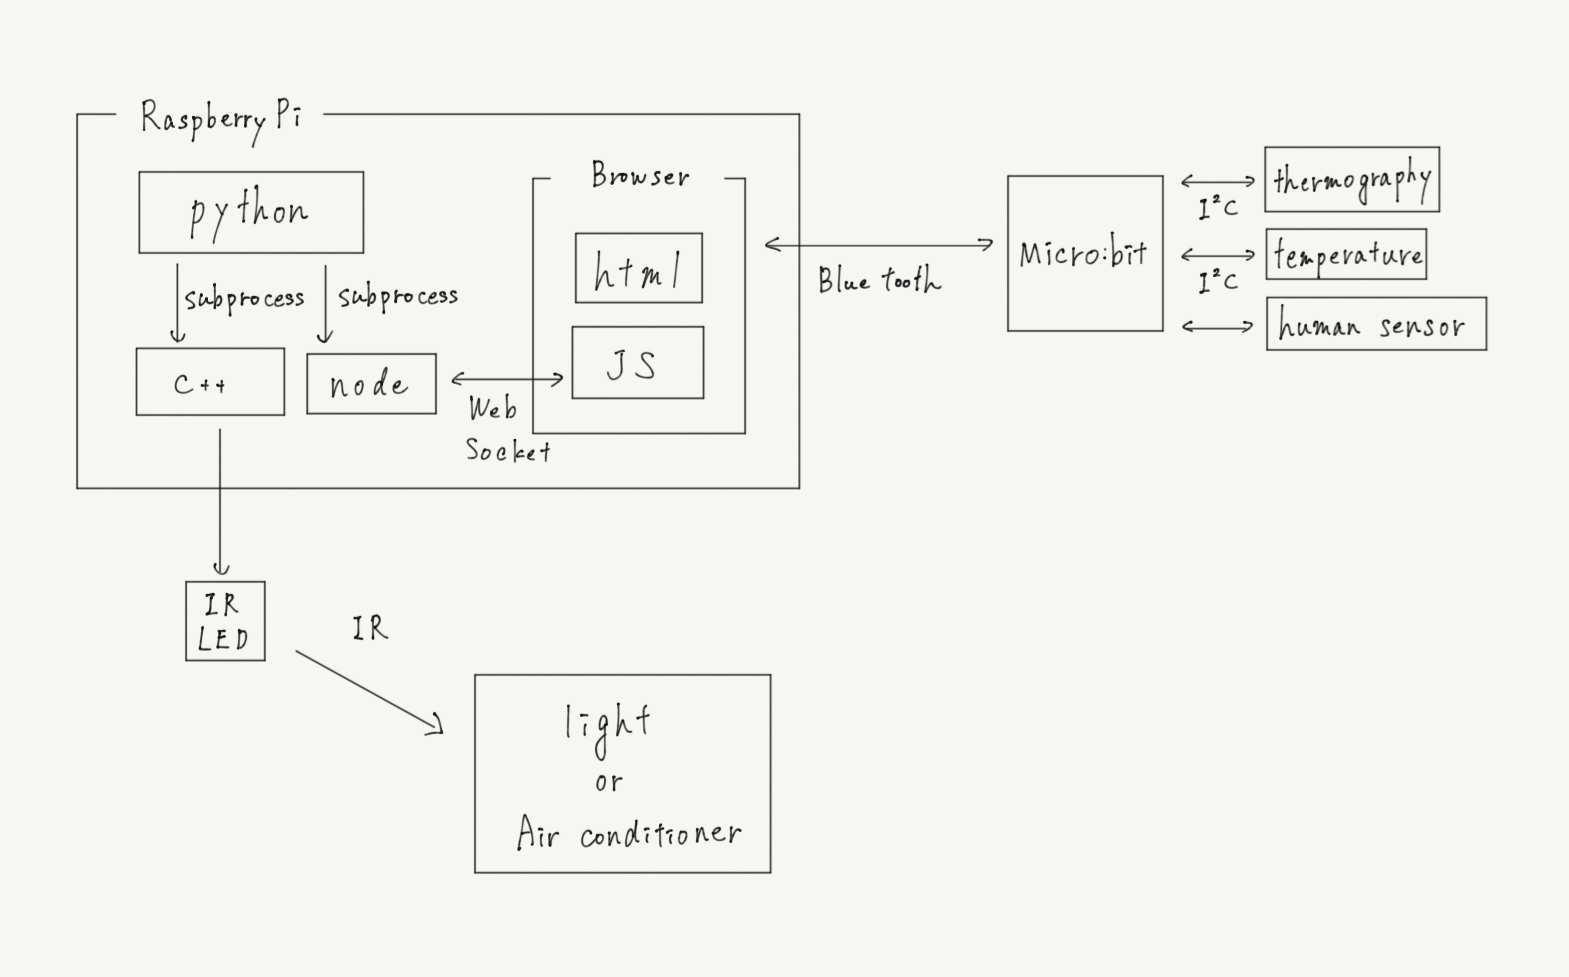 Raspberry Pi
python
subprocess
subprocess
C++
node
Web
Socket
Browser
html
JS
Blue tooth
Micro:bit
I²C
I²C
thermography
temperature
human sensor
IR
LED
IR
light
or
Air conditioner